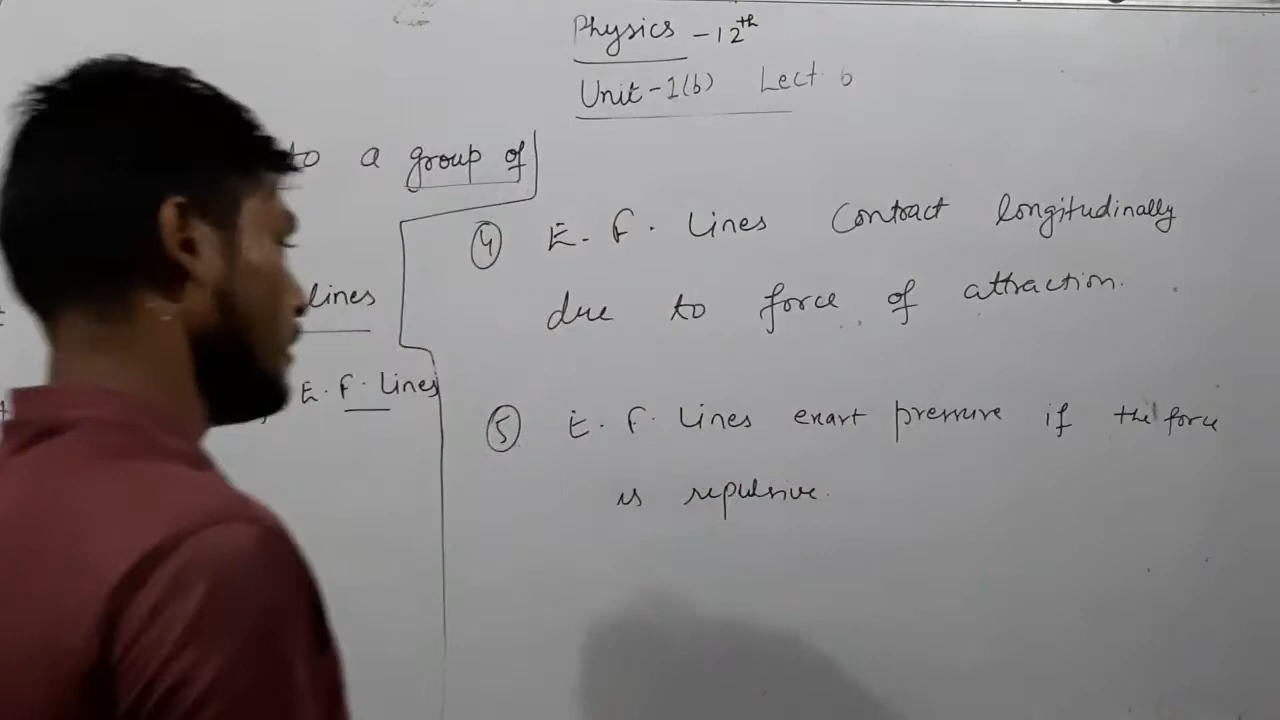 Physics - 12th
Unit-1(b) Lect 6
to a group of
lines
E. F. Lines
④ E. F. Lines Contract longitudinally
due to force of attraction.
⑤ E. F. Lines exart pressure if the force
is repulsive.